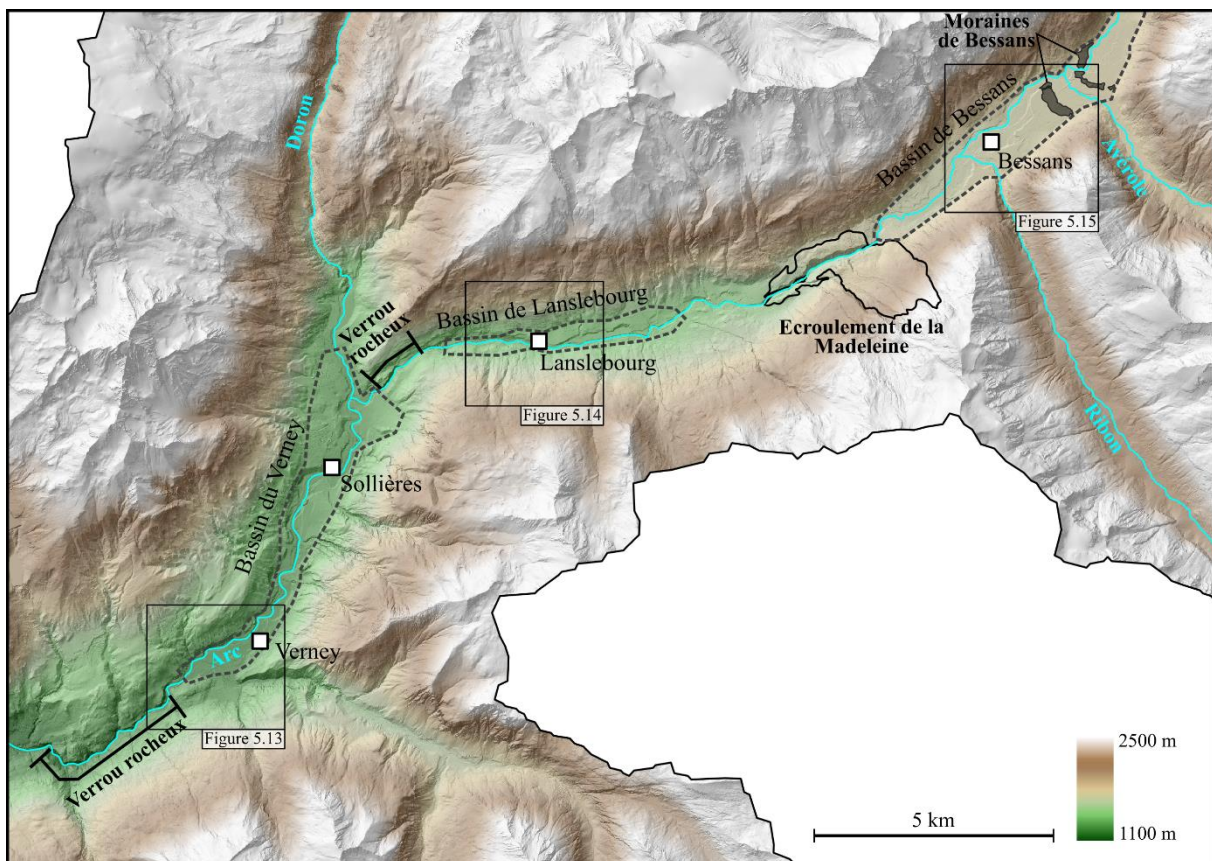 Moraines
de Bessans
Doron
Bassin de Bessans
Bessans
Avérole
Figure 5.15
Verrou
rocheux
Bassin de Lanslebourg
Lanslebourg
Ecroulement de la
Madeleine
Figure 5.14
Ribon
Bassin du Verney
Sollières
Arc
Verney
Figure 5.13
Verrou rocheux
2500 m
5 km
1100 m